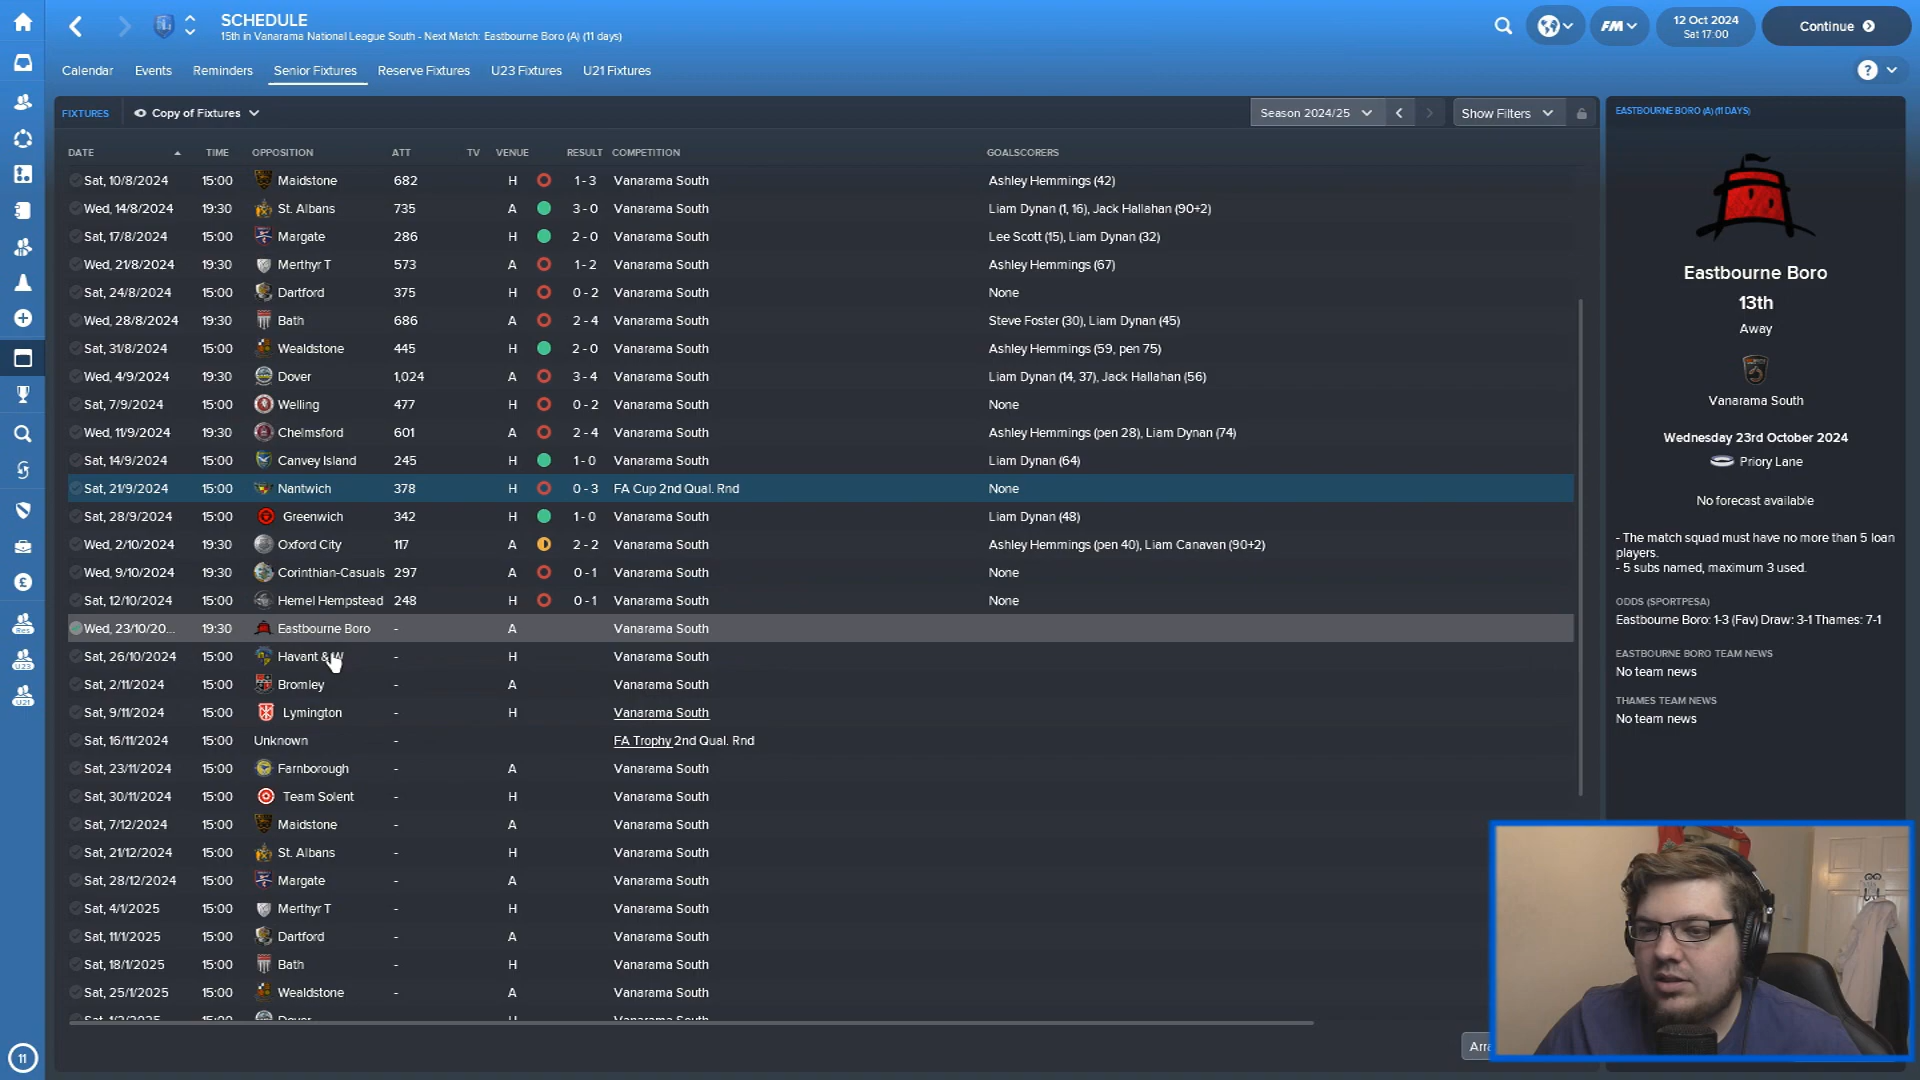 SCHEDULE
15th in Vanarama National League South - Next Match: Eastbourne Boro (A) (11 days)
FM
12 Oct 2024
Sat 17:00
Continue
Calendar Events Reminders Senior Fixtures Reserve Fixtures U23 Fixtures U21 Fixtures
?
FIXTURES Copy of Fixtures Season 2024/25 Show Filters
DATE TIME OPPOSITION ATT TV VENUE RESULT COMPETITION GOALSCORERS
Sat, 10/8/2024 15:00 Maidstone 682 H 1 - 3 Vanarama South Ashley Hemmings (42)
Wed, 14/8/2024 19:30 St. Albans 735 A 3 - 0 Vanarama South Liam Dynan (1, 16), Jack Hallahan (90+2)
Sat, 17/8/2024 15:00 Margate 286 H 2 - 0 Vanarama South Lee Scott (15), Liam Dynan (32)
Wed, 21/8/2024 19:30 Merthyr T 573 A 1 - 2 Vanarama South Ashley Hemmings (67)
Sat, 24/8/2024 15:00 Dartford 375 H 0 - 2 Vanarama South None
Wed, 28/8/2024 19:30 Bath 686 A 2 - 4 Vanarama South Steve Foster (30), Liam Dynan (45)
Sat, 31/8/2024 15:00 Wealdstone 445 H 2 - 0 Vanarama South Ashley Hemmings (59, pen 75)
Wed, 4/9/2024 19:30 Dover 1,024 A 3 - 4 Vanarama South Liam Dynan (14, 37), Jack Hallahan (56)
Sat, 7/9/2024 15:00 Welling 477 H 0 - 2 Vanarama South None
Wed, 11/9/2024 19:30 Chelmsford 601 A 2 - 4 Vanarama South Ashley Hemmings (pen 28), Liam Dynan (74)
Sat, 14/9/2024 15:00 Canvey Island 245 H 1 - 0 Vanarama South Liam Dynan (64)
Sat, 21/9/2024 15:00 Nantwich 378 H 0 - 3 FA Cup 2nd Qual. Rnd None
Sat, 28/9/2024 15:00 Greenwich 342 H 1 - 0 Vanarama South Liam Dynan (48)
Wed, 2/10/2024 19:30 Oxford City 117 A 2 - 2 Vanarama South Ashley Hemmings (pen 40), Liam Canavan (90+2)
Wed, 9/10/2024 19:30 Corinthian-Casuals 297 A 0 - 1 Vanarama South None
Sat, 12/10/2024 15:00 Hemel Hempstead 248 H 0 - 1 Vanarama South None
Wed, 23/10/20... 19:30 Eastbourne Boro - A Vanarama South
Sat, 26/10/2024 15:00 Havant & W - H Vanarama South
Sat, 2/11/2024 15:00 Bromley - A Vanarama South
Sat, 9/11/2024 15:00 Lymington - H Vanarama South
Sat, 16/11/2024 15:00 Unknown - FA Trophy 2nd Qual. Rnd
Sat, 23/11/2024 15:00 Farnborough - A Vanarama South
Sat, 30/11/2024 15:00 Team Solent - H Vanarama South
Sat, 7/12/2024 15:00 Maidstone - A Vanarama South
Sat, 21/12/2024 15:00 St. Albans - H Vanarama South
Sat, 28/12/2024 15:00 Margate - A Vanarama South
Sat, 4/1/2025 15:00 Merthyr T - H Vanarama South
Sat, 11/1/2025 15:00 Dartford - A Vanarama South
Sat, 18/1/2025 15:00 Bath - H Vanarama South
Sat, 25/1/2025 15:00 Wealdstone - A Vanarama South
Sat, 1/2/2025 15:00 Dover - H Vanarama South
Arra
EASTBOURNE BORO (A) (11 DAYS)
Eastbourne Boro
13th
Away
Vanarama South
Wednesday 23rd October 2024
Priory Lane
No forecast available
- The match squad must have no more than 5 loan
players.
- 5 subs named, maximum 3 used.
ODDS (SPORTPESA)
Eastbourne Boro: 1-3 (Fav) Draw: 3-1 Thames: 7-1
EASTBOURNE BORO TEAM NEWS
No team news
THAMES TEAM NEWS
No team news
Res
U23
U21
11